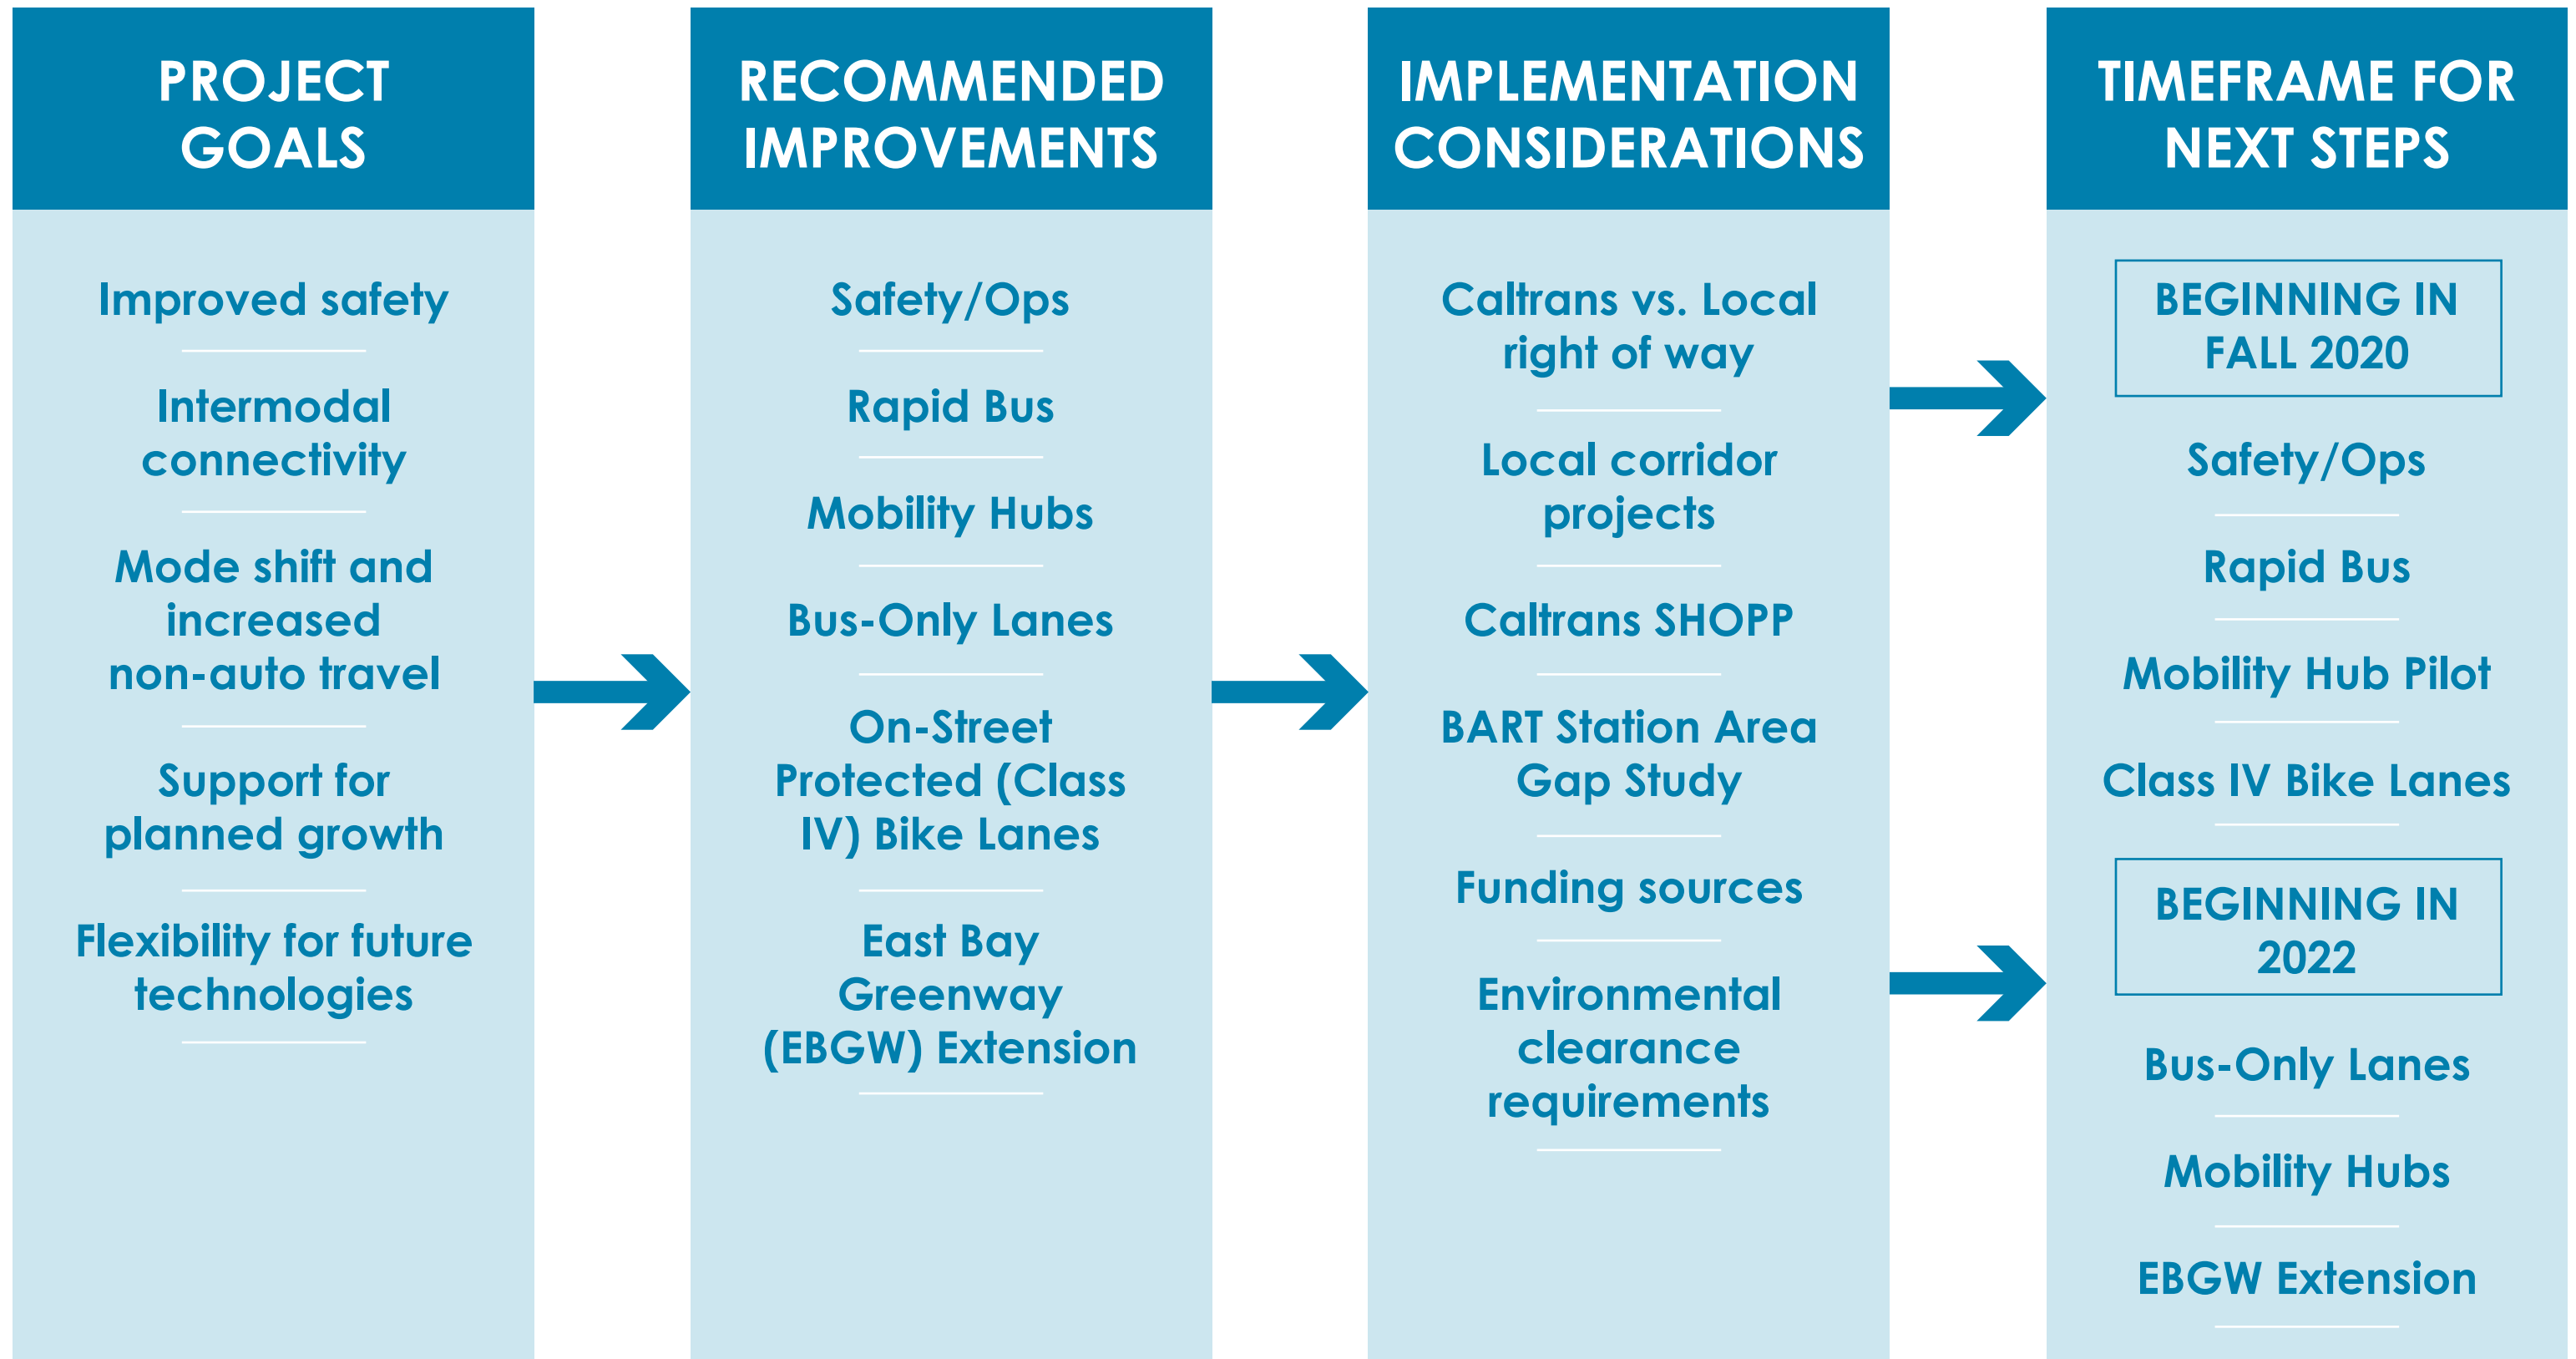 PROJECT
GOALS
Improved safety
Intermodal
connectivity
Mode shift and
increased
non-auto travel
Support for
planned growth
Flexibility for future
technologies
RECOMMENDED
IMPROVEMENTS
Safety/Ops
Rapid Bus
Mobility Hubs
Bus-Only Lanes
On-Street
Protected (Class
IV) Bike Lanes
East Bay
Greenway
(EBGW) Extension
IMPLEMENTATION
CONSIDERATIONS
Caltrans vs. Local
right of way
Local corridor
projects
Caltrans SHOPP
BART Station Area
Gap Study
Funding sources
Environmental
clearance
requirements
TIMEFRAME FOR
NEXT STEPS
BEGINNING IN
FALL 2020
Safety/Ops
Rapid Bus
Mobility Hub Pilot
Class IV Bike Lanes
BEGINNING IN
2022
Bus-Only Lanes
Mobility Hubs
EBGW Extension